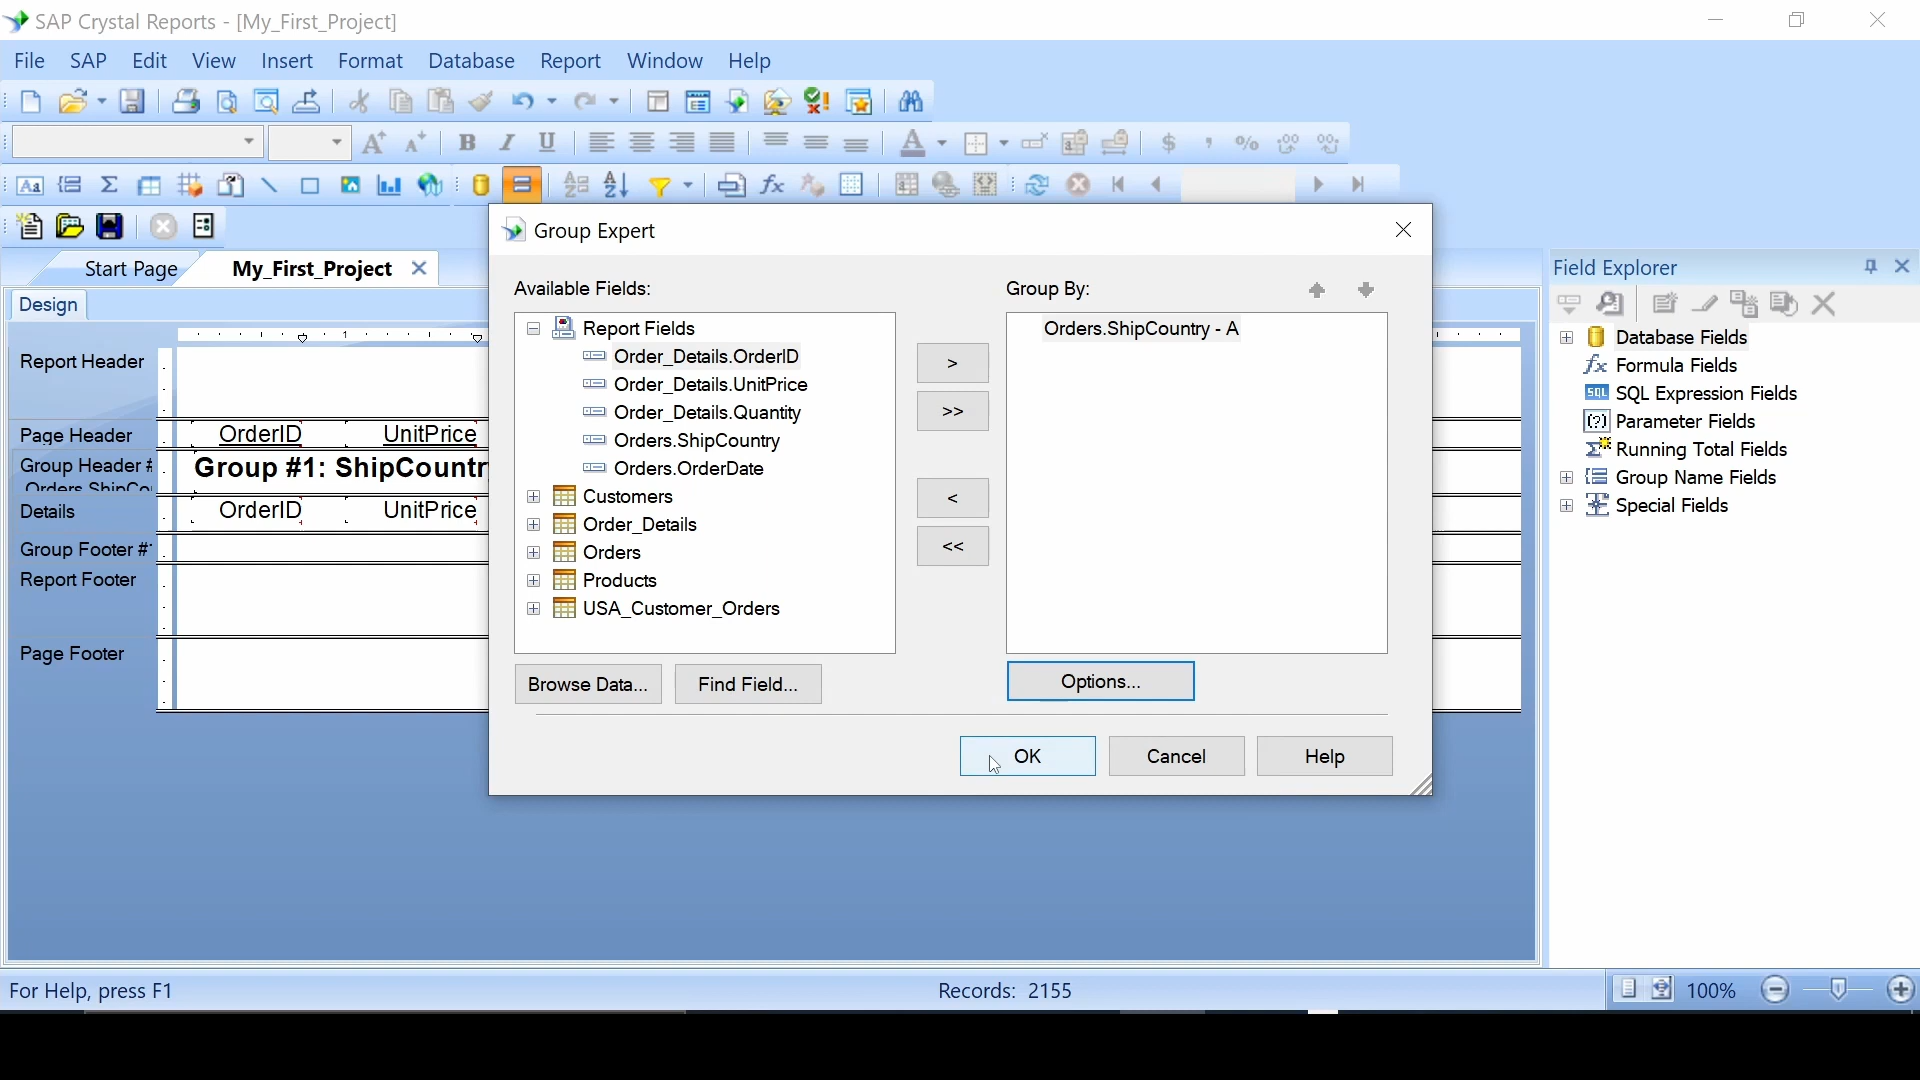 SAP Crystal Reports - [My_First_Project]
File SAP Edit View Insert Format Database Report Window Help
Start Page My_First_Project
Design
Report Header
Page Header OrderID UnitPrice
Group Header #
Orders.ShipCo
Group #1: ShipCountr
Details OrderID UnitPrice
Group Footer #1
Report Footer
Page Footer
Group Expert
Available Fields:
Report Fields
Order_Details.OrderID
Order_Details.UnitPrice
Order_Details.Quantity
Orders.ShipCountry
Orders.OrderDate
Customers
Order_Details
Orders
Products
USA_Customer_Orders
>
>>
<
<<
Group By:
Orders.ShipCountry - A
Browse Data... Find Field... Options...
OK Cancel Help
Field Explorer
Database Fields
Formula Fields
SQL Expression Fields
Parameter Fields
Running Total Fields
Group Name Fields
Special Fields
For Help, press F1 Records: 2155 100%